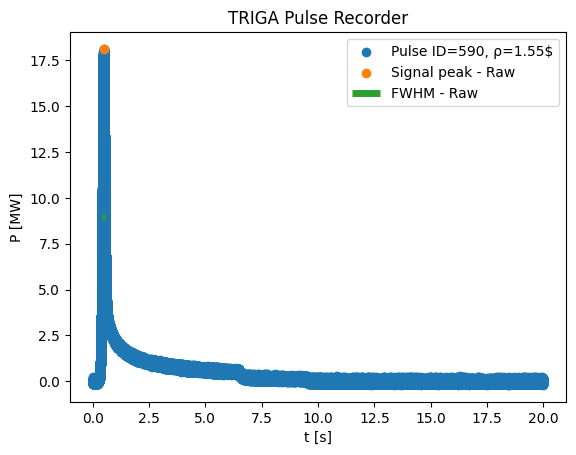 TRIGA Pulse Recorder
Pulse ID=590, ρ=1.55$
Signal peak - Raw
FWHM - Raw
P [MW]
17.5
15.0
12.5
10.0
7.5
5.0
2.5
0.0
0.0 2.5 5.0 7.5 10.0 12.5 15.0 17.5 20.0
t [s]